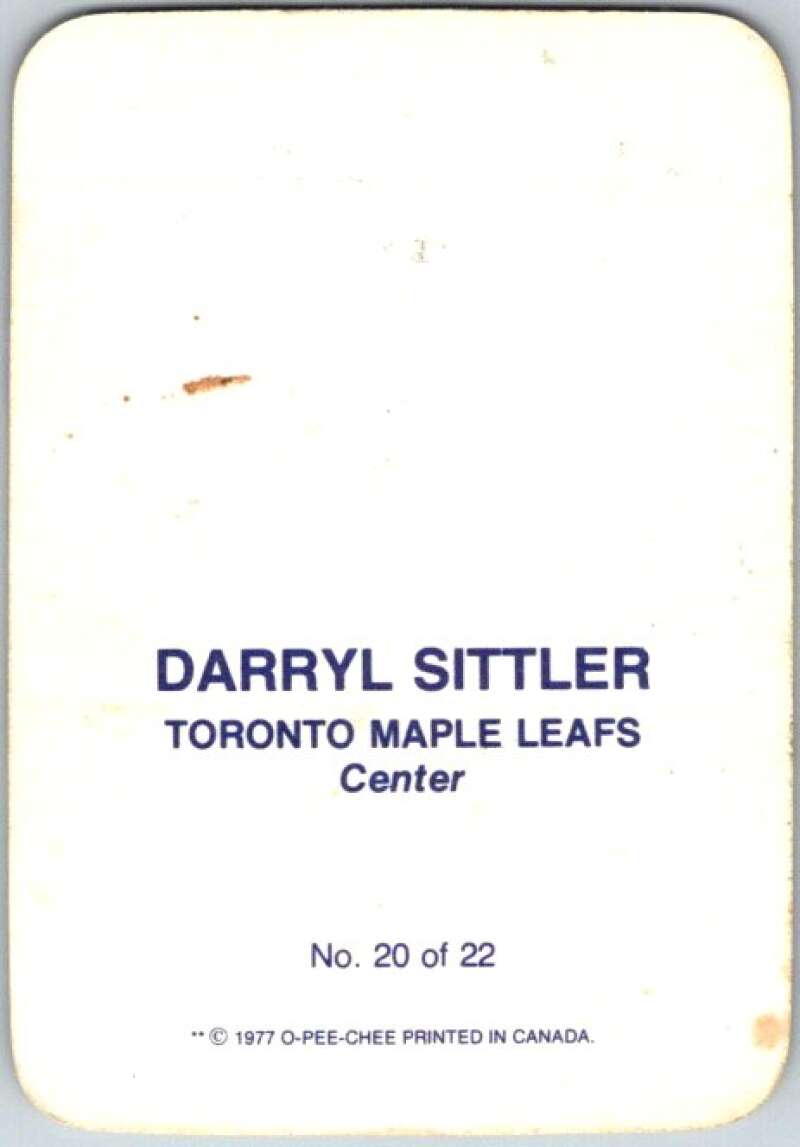 DARRYL SITTLER
TORONTO MAPLE LEAFS
Center
No. 20 of 22
** © 1977 O-PEE-CHEE PRINTED IN CANADA.